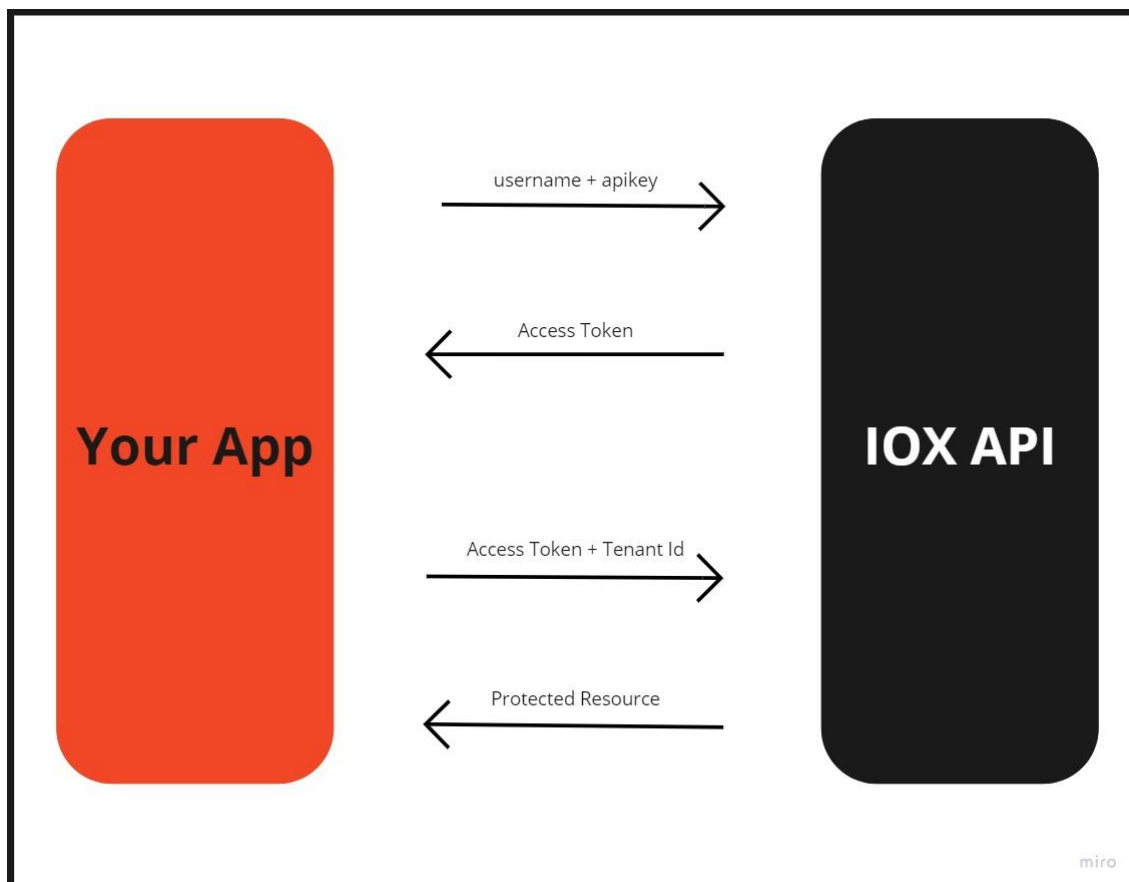 username + apikey
Access Token
Your App
IOX API
Access Token + Tenant Id
Protected Resource
miro